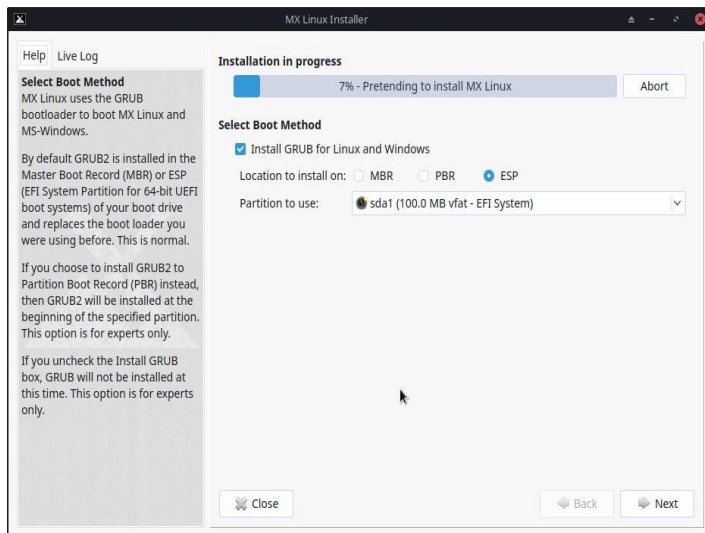 MX Linux Installer
Help
Live Log
Select Boot Method
MX Linux uses the GRUB
bootloader to boot MX Linux and
MS-Windows.
By default GRUB2 is installed in the
Master Boot Record (MBR) or ESP
(EFI System Partition for 64-bit UEFI
boot systems) of your boot drive
and replaces the boot loader you
were using before. This is normal.
If you choose to install GRUB2 to
Partition Boot Record (PBR) instead,
then GRUB2 will be installed at the
beginning of the specified partition.
This option is for experts only.
If you uncheck the Install GRUB
box, GRUB will not be installed at
this time. This option is for experts
only.
Installation in progress
7% - Pretending to install MX Linux
Abort
Select Boot Method
Install GRUB for Linux and Windows
Location to install on: MBR PBR ESP
Partition to use: sda1 (100.0 MB vfat - EFI System)
Close
Back
Next